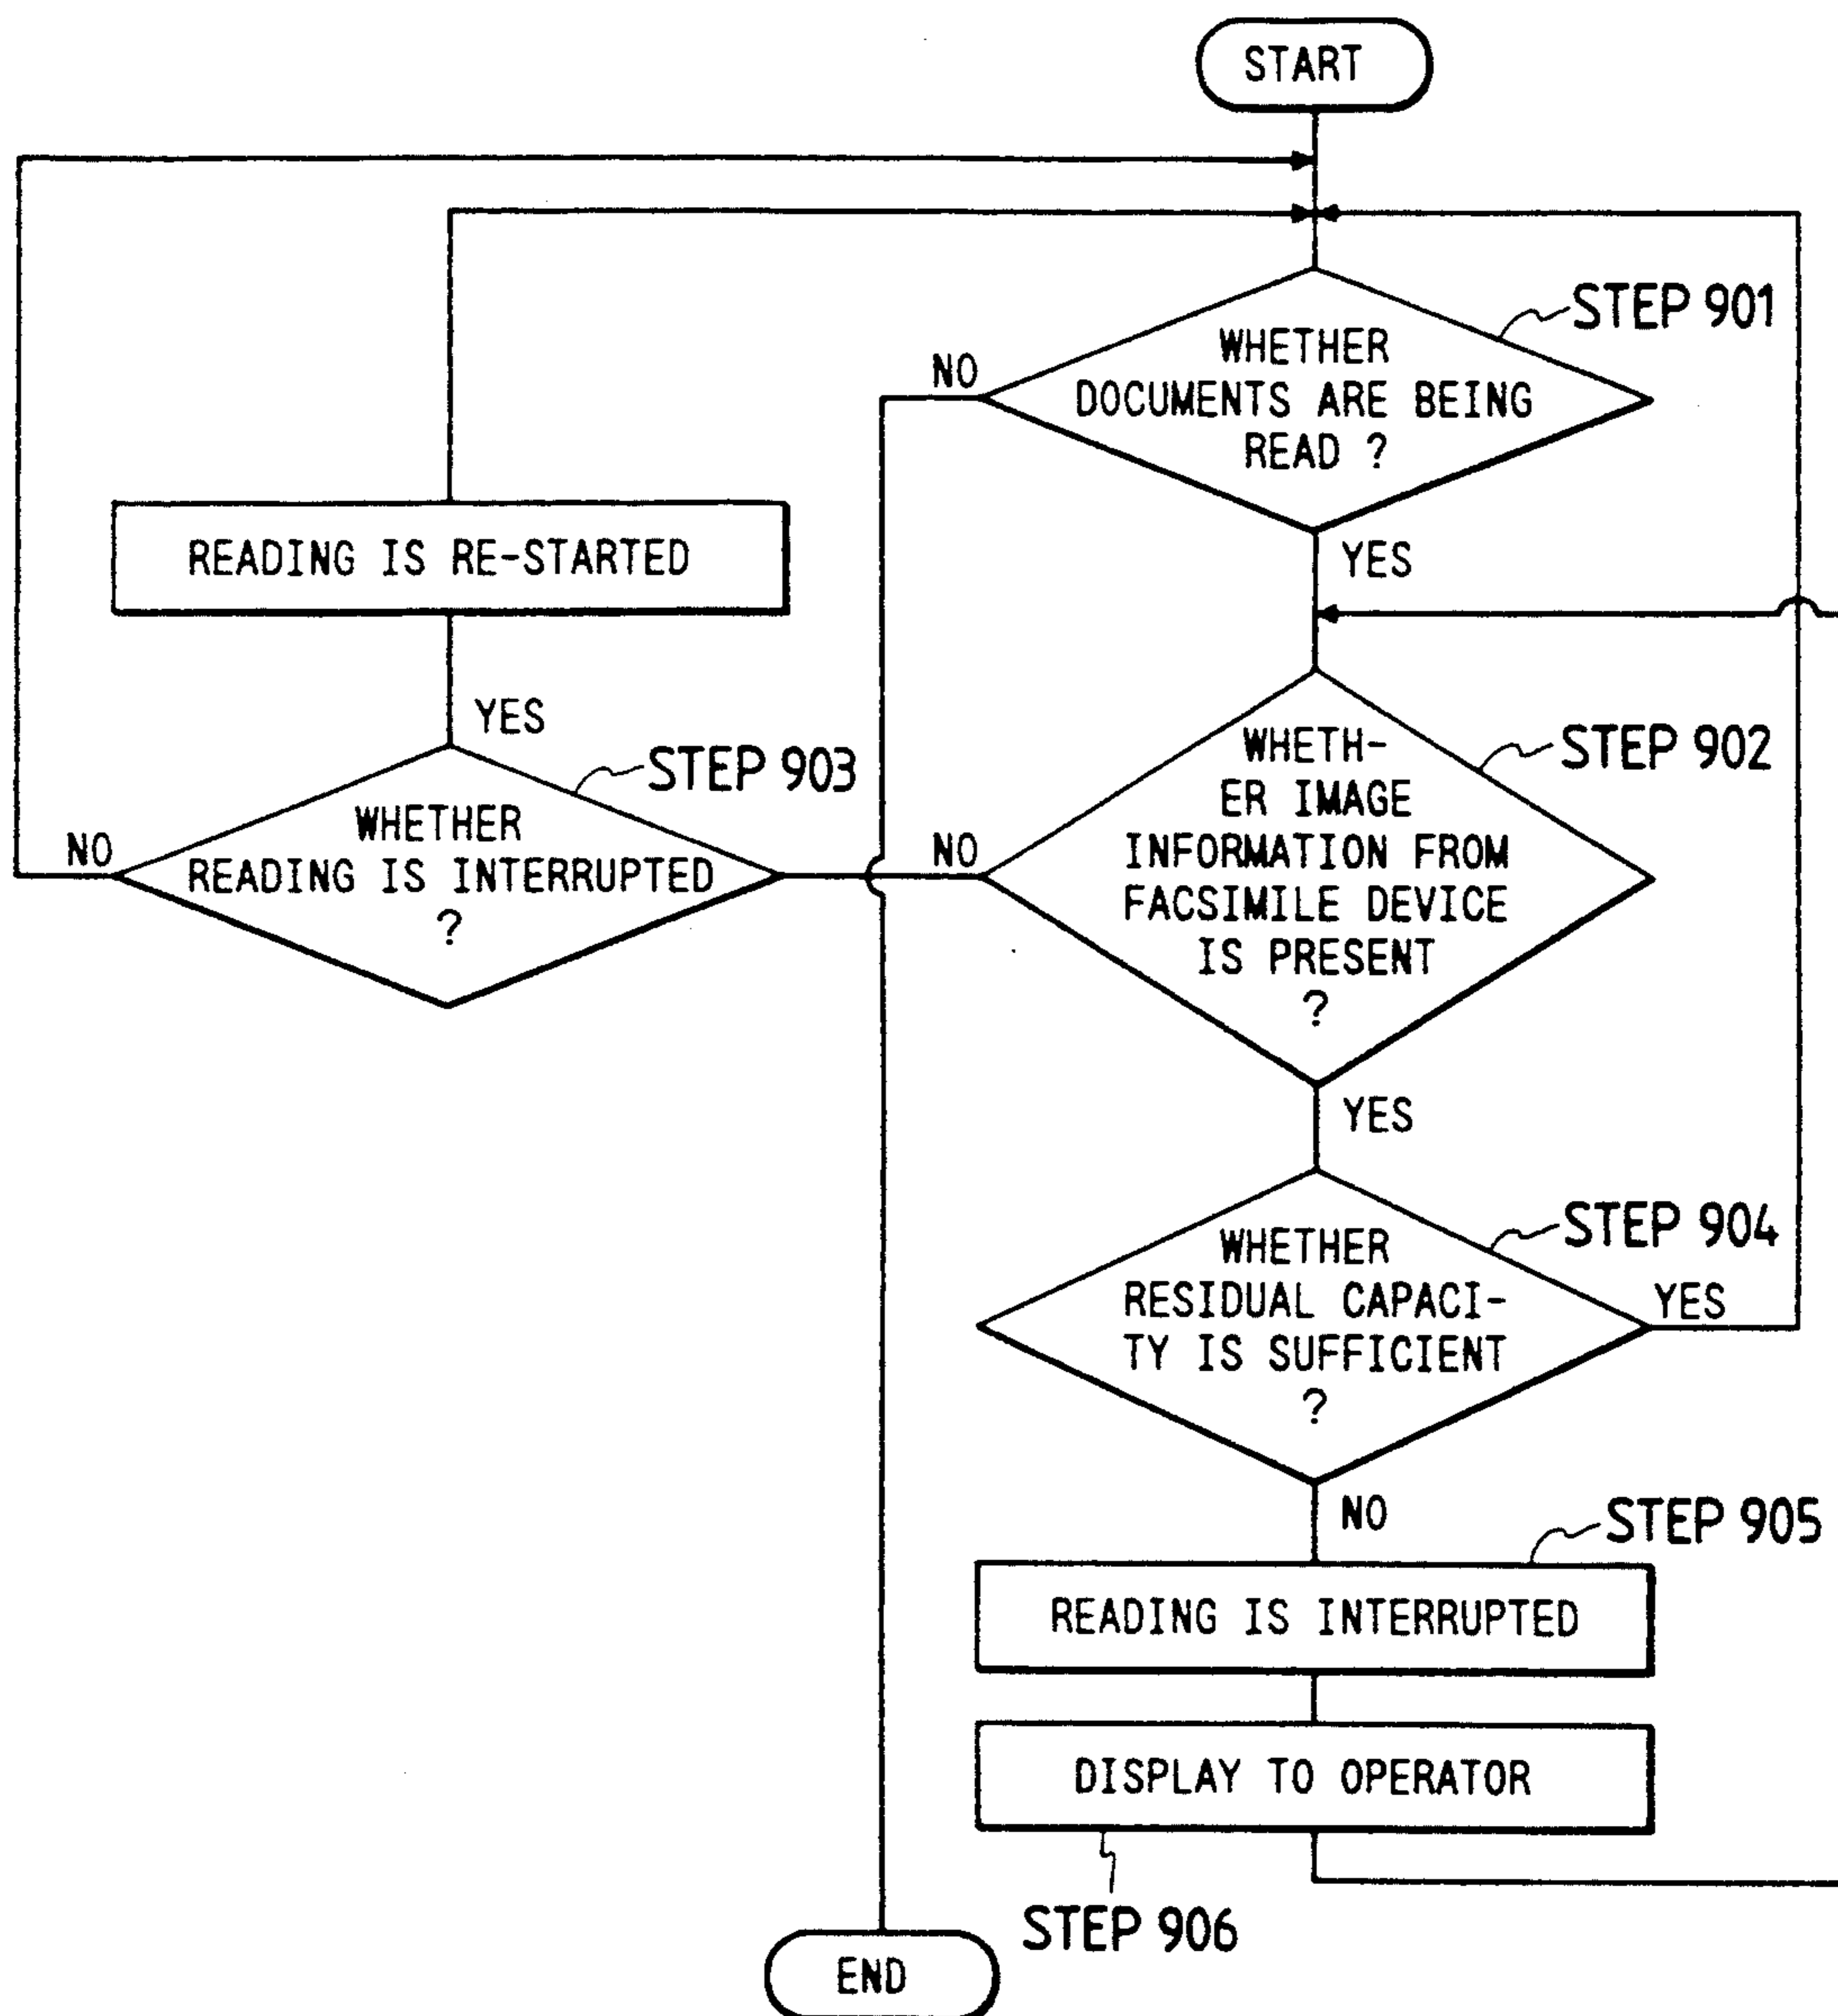 START
STEP 901
WHETHER
DOCUMENTS ARE BEING
READ ?
NO
YES
READING IS RE-STARTED
YES
STEP 903
WHETHER
READING IS INTERRUPTED
?
NO
STEP 902
WHETH-
ER IMAGE
INFORMATION FROM
FACSIMILE DEVICE
IS PRESENT
?
NO
YES
STEP 904
WHETHER
RESIDUAL CAPACI-
TY IS SUFFICIENT
?
YES
NO
STEP 905
READING IS INTERRUPTED
DISPLAY TO OPERATOR
STEP 906
END